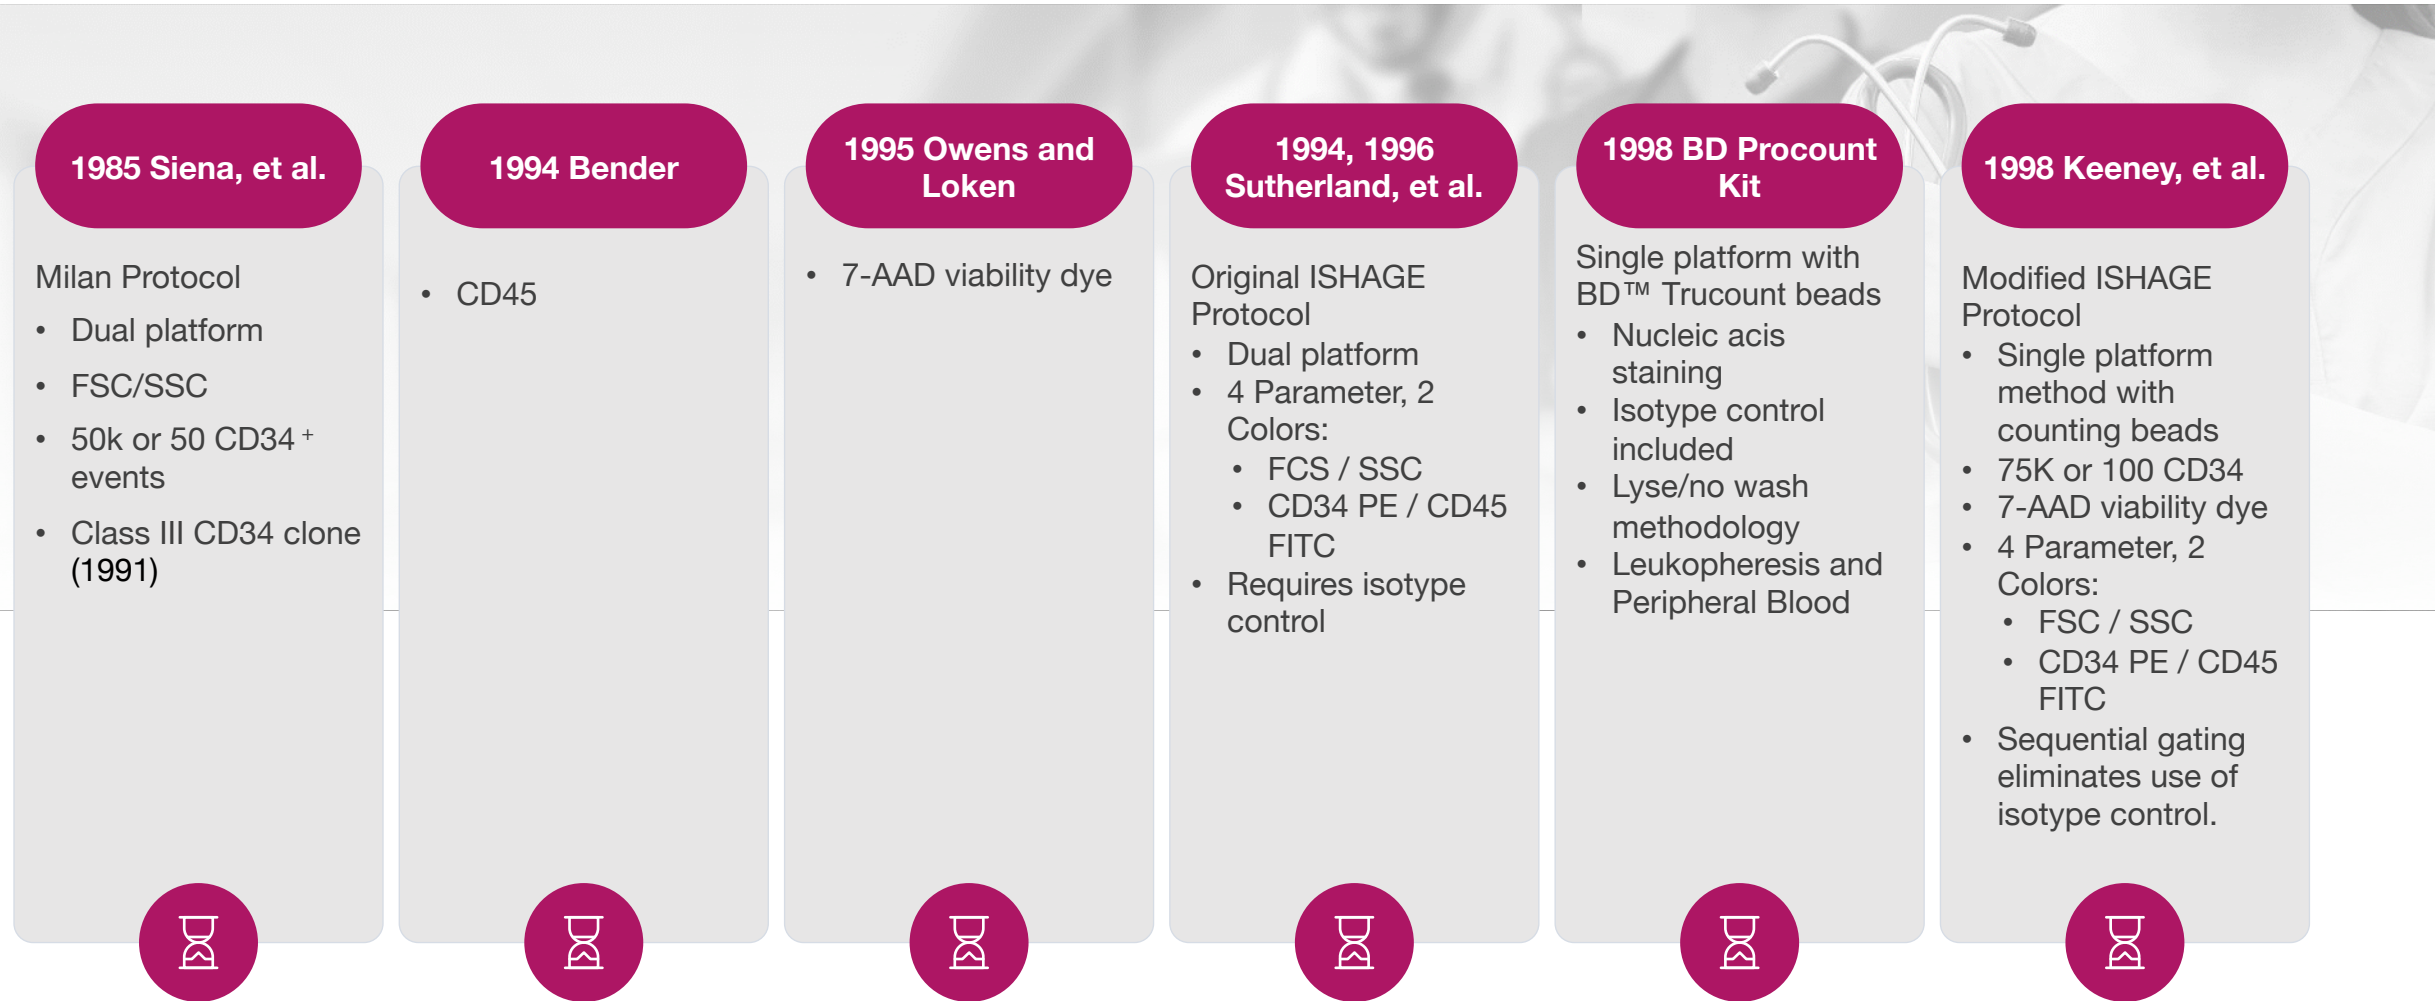 1985 Siena, et al.
Milan Protocol
• Dual platform
• FSC/SSC
• 50k or 50 CD34 +
events
• Class III CD34 clone
(1991)
1994 Bender
• CD45
1995 Owens and
Loken
• 7-AAD viability dye
1994, 1996
Sutherland, et al.
Original ISHAGE
Protocol
• Dual platform
• 4 Parameter, 2
Colors:
• FCS / SSC
• CD34 PE / CD45
FITC
• Requires isotype
control
1998 BD Procount
Kit
Single platform with
BD™ Trucount beads
• Nucleic acis
staining
• Isotype control
included
• Lyse/no wash
methodology
• Leukopheresis and
Peripheral Blood
1998 Keeney, et al.
Modified ISHAGE
Protocol
• Single platform
method with
counting beads
• 75K or 100 CD34
• 7-AAD viability dye
• 4 Parameter, 2
Colors:
• FSC / SSC
• CD34 PE / CD45
FITC
• Sequential gating
eliminates use of
isotype control.